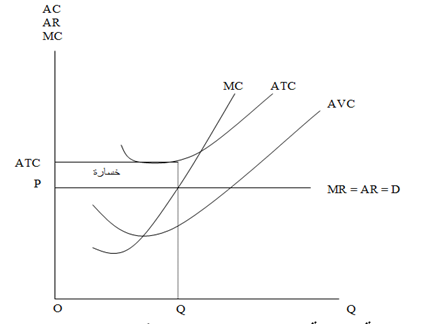 AC
AR
MC
MC
ATC
AVC
ATC
خسارة
P
MR = AR = D
O
Q
Q